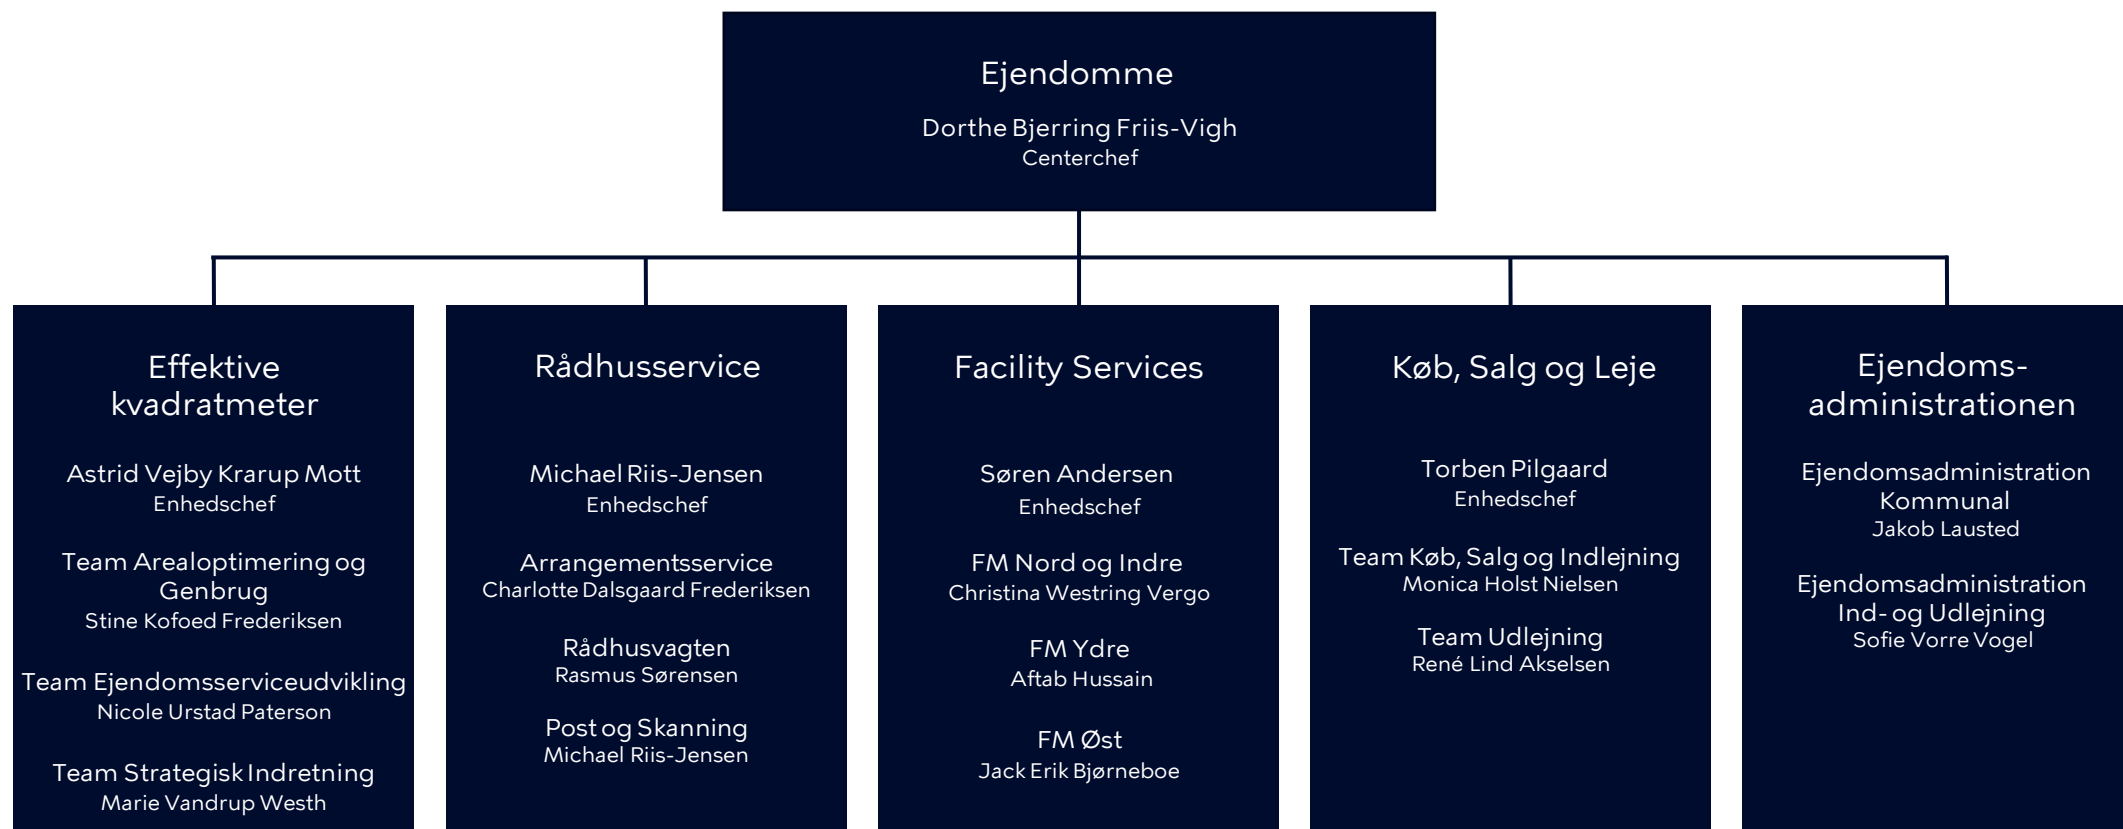 Ejendomme
Dorthe Bjerring Friis-Vigh
Centerchef
Effektive
kvadratmeter
Astrid Vejby Krarup Mott
Enhedschef
Team Arealoptimering og
Genbrug
Stine Kofoed Frederiksen
Team Ejendomsserviceudvikling
Nicole Urstad Paterson
Team Strategisk Indretning
Marie Vandrup Westh
Rådhusservice
Michael Riis-Jensen
Enhedschef
Arrangementsservice
Charlotte Dalsgaard Frederiksen
Rådhusvagten
Rasmus Sørensen
Post og Skanning
Michael Riis-Jensen
Facility Services
Søren Andersen
Enhedschef
FM Nord og Indre
Christina Westring Vergo
FM Ydre
Aftab Hussain
FM Øst
Jack Erik Bjørneboe
Køb, Salg og Leje
Torben Pilgaard
Enhedschef
Team Køb, Salg og Indlejning
Monica Holst Nielsen
Team Udlejning
René Lind Akselsen
Ejendoms-
administrationen
Ejendomsadministration
Kommunal
Jakob Lausted
Ejendomsadministration
Ind- og Udlejning
Sofie Vorre Vogel